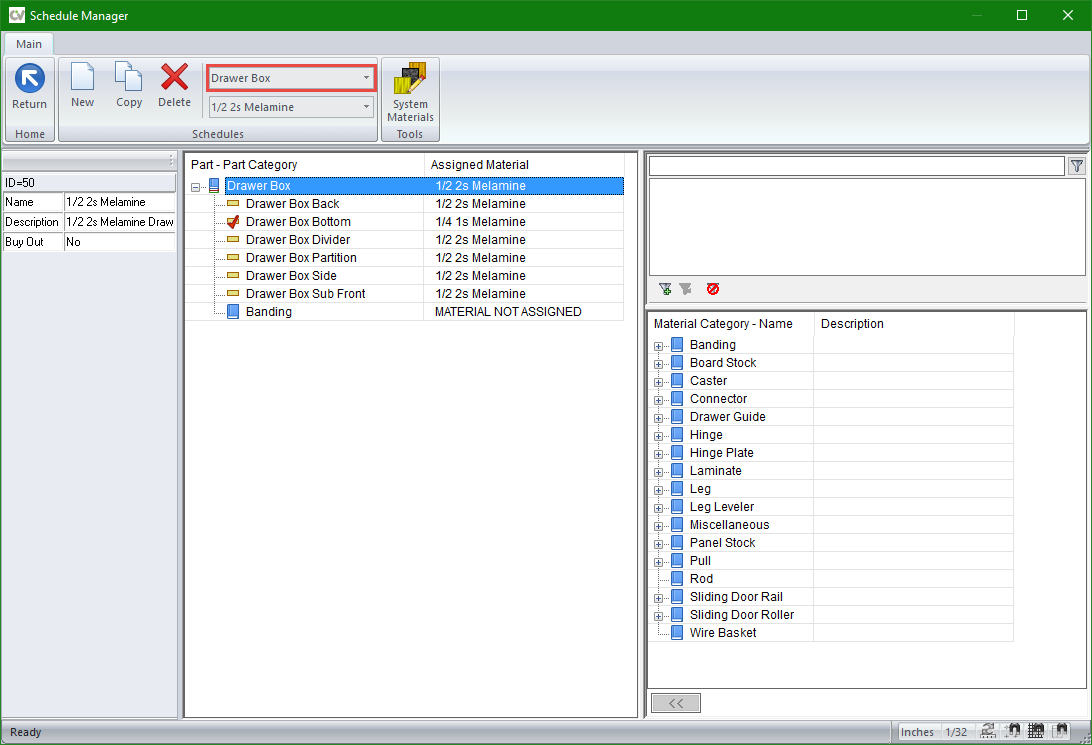 CV Schedule Manager
Main
Return
New
Copy
Delete
Drawer Box
1/2 2s Melamine
System
Materials
Home
Schedules
Tools
ID=50
Name 1/2 2s Melamine
Description 1/2 2s Melamine Draw
Buy Out No
Part - Part Category Assigned Material
Drawer Box 1/2 2s Melamine
Drawer Box Back 1/2 2s Melamine
Drawer Box Bottom 1/4 1s Melamine
Drawer Box Divider 1/2 2s Melamine
Drawer Box Partition 1/2 2s Melamine
Drawer Box Side 1/2 2s Melamine
Drawer Box Sub Front 1/2 2s Melamine
Banding MATERIAL NOT ASSIGNED
Material Category - Name Description
Banding
Board Stock
Caster
Connector
Drawer Guide
Hinge
Hinge Plate
Laminate
Leg
Leg Leveler
Miscellaneous
Panel Stock
Pull
Rod
Sliding Door Rail
Sliding Door Roller
Wire Basket
<<
Ready
Inches 1/32